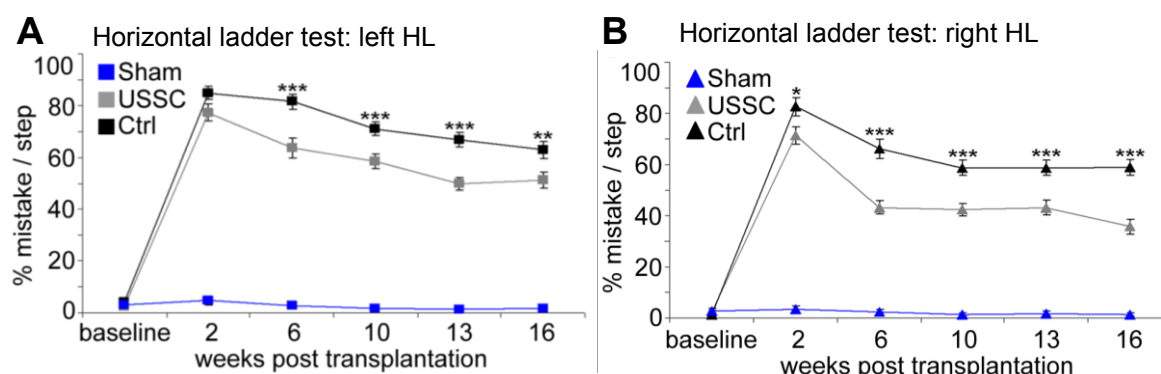 A
Horizontal ladder test: left HL
100
80
60
40
20
0
% mistake / step
Sham
USSC
Ctrl
***
***
***
**
baseline 2 6 10 13 16
weeks post transplantation
B
Horizontal ladder test: right HL
100
80
60
40
20
0
% mistake / step
Sham
USSC
Ctrl
*
***
***
***
***
baseline 2 6 10 13 16
weeks post transplantation